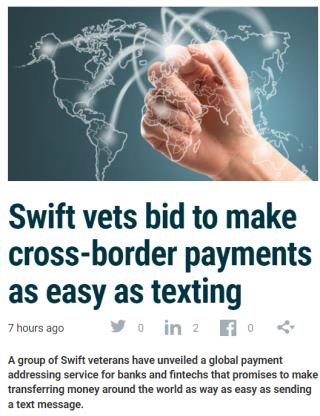 Swift vets bid to make
cross-border payments
as easy as texting
7 hours ago 0 in 2 0
A group of Swift veterans have unveiled a global payment
addressing service for banks and fintechs that promises to make
transferring money around the world as way as easy as sending
a text message.